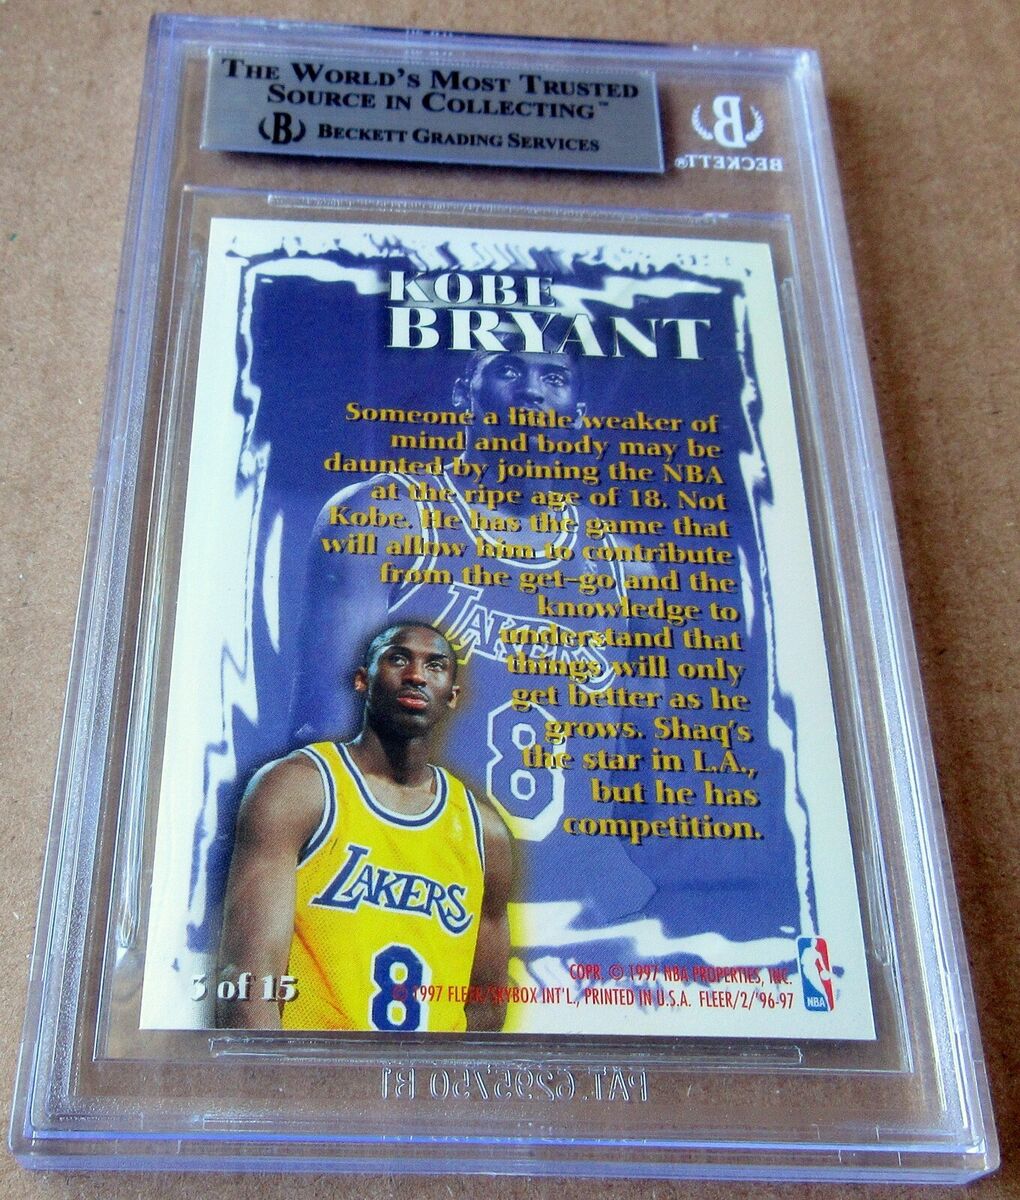 THE WORLD'S MOST TRUSTED
SOURCE IN COLLECTING™
B BECKETT GRADING SERVICES
B
BECKETT®
KOBE
BRYANT
Someone a little weaker of
mind and body may be
daunted by joining the NBA
at the ripe age of 18. Not
Kobe. He has the game that
will allow him to contribute
from the get-go and the
knowledge to
understand that
things will only
get better as he
grows. Shaq's
the star in L.A.,
but he has
competition.
LAKERS
8
LAKERS
8
3 of 15
COPR. © 1997 NBA PROPERTIES, INC.
© 1997 FLEER/SKYBOX INT'L., PRINTED IN U.S.A. FLEER/2/'96-97
NBA
PAT. 6295750 B1